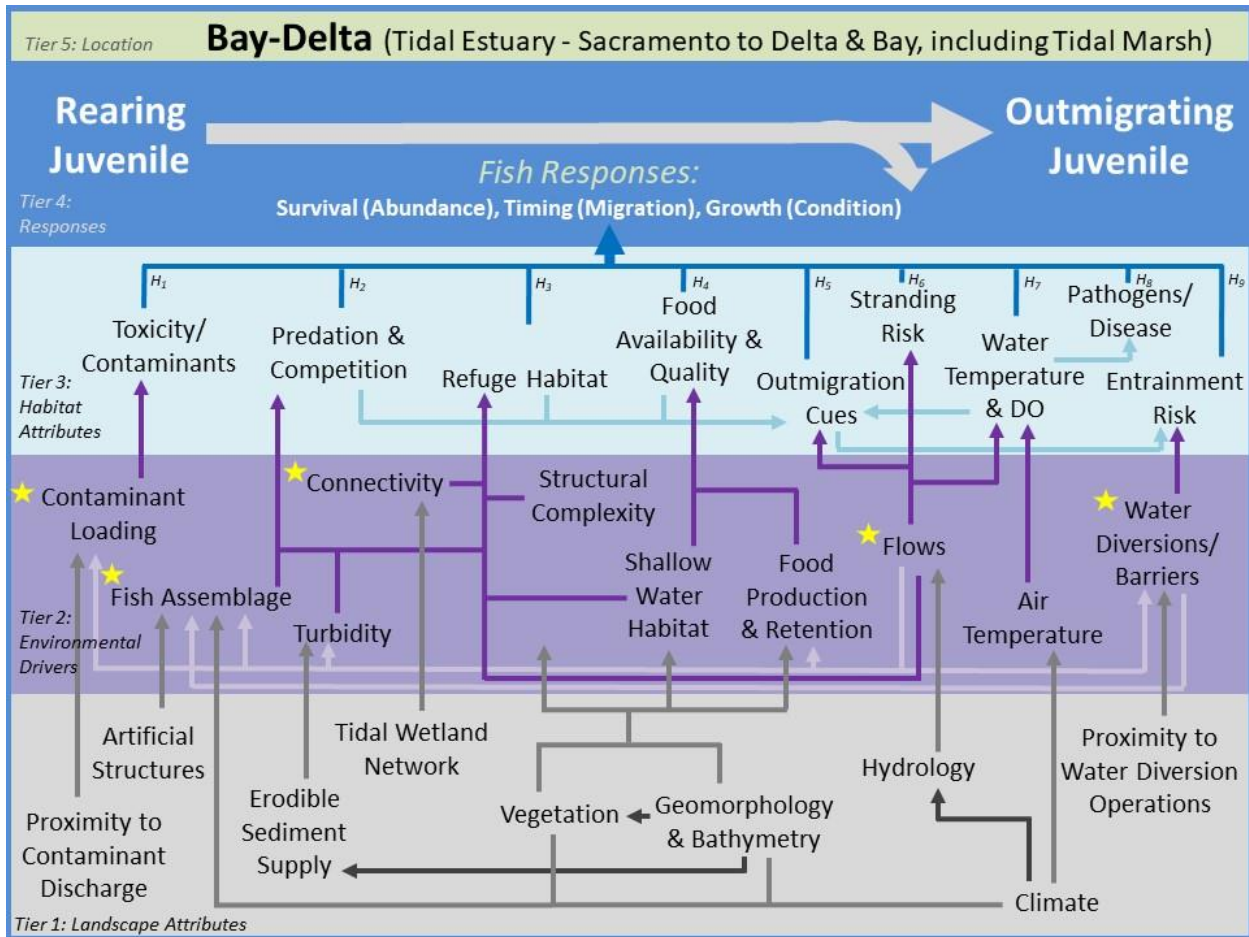 Tier 5: Location
Bay-Delta (Tidal Estuary - Sacramento to Delta & Bay, including Tidal Marsh)
Rearing
Juvenile
Outmigrating
Juvenile
Fish Responses:
Survival (Abundance), Timing (Migration), Growth (Condition)
Tier 4:
Responses
H1
H2
H3
H4
H5
H6
H7
H8
H9
Toxicity/
Contaminants
Predation &
Competition
Refuge Habitat
Food
Availability &
Quality
Outmigration
Cues
Stranding
Risk
Water
Temperature
& DO
Pathogens/
Disease
Entrainment
Risk
Tier 3:
Habitat
Attributes
Contaminant
Loading
Fish Assemblage
Connectivity
Turbidity
Structural
Complexity
Shallow
Water
Habitat
Food
Production
& Retention
Flows
Air
Temperature
Water
Diversions/
Barriers
Tier 2:
Environmental
Drivers
Artificial
Structures
Proximity to
Contaminant
Discharge
Erodible
Sediment
Supply
Tidal Wetland
Network
Vegetation
Geomorphology
& Bathymetry
Hydrology
Climate
Proximity to
Water Diversion
Operations
Tier 1: Landscape Attributes